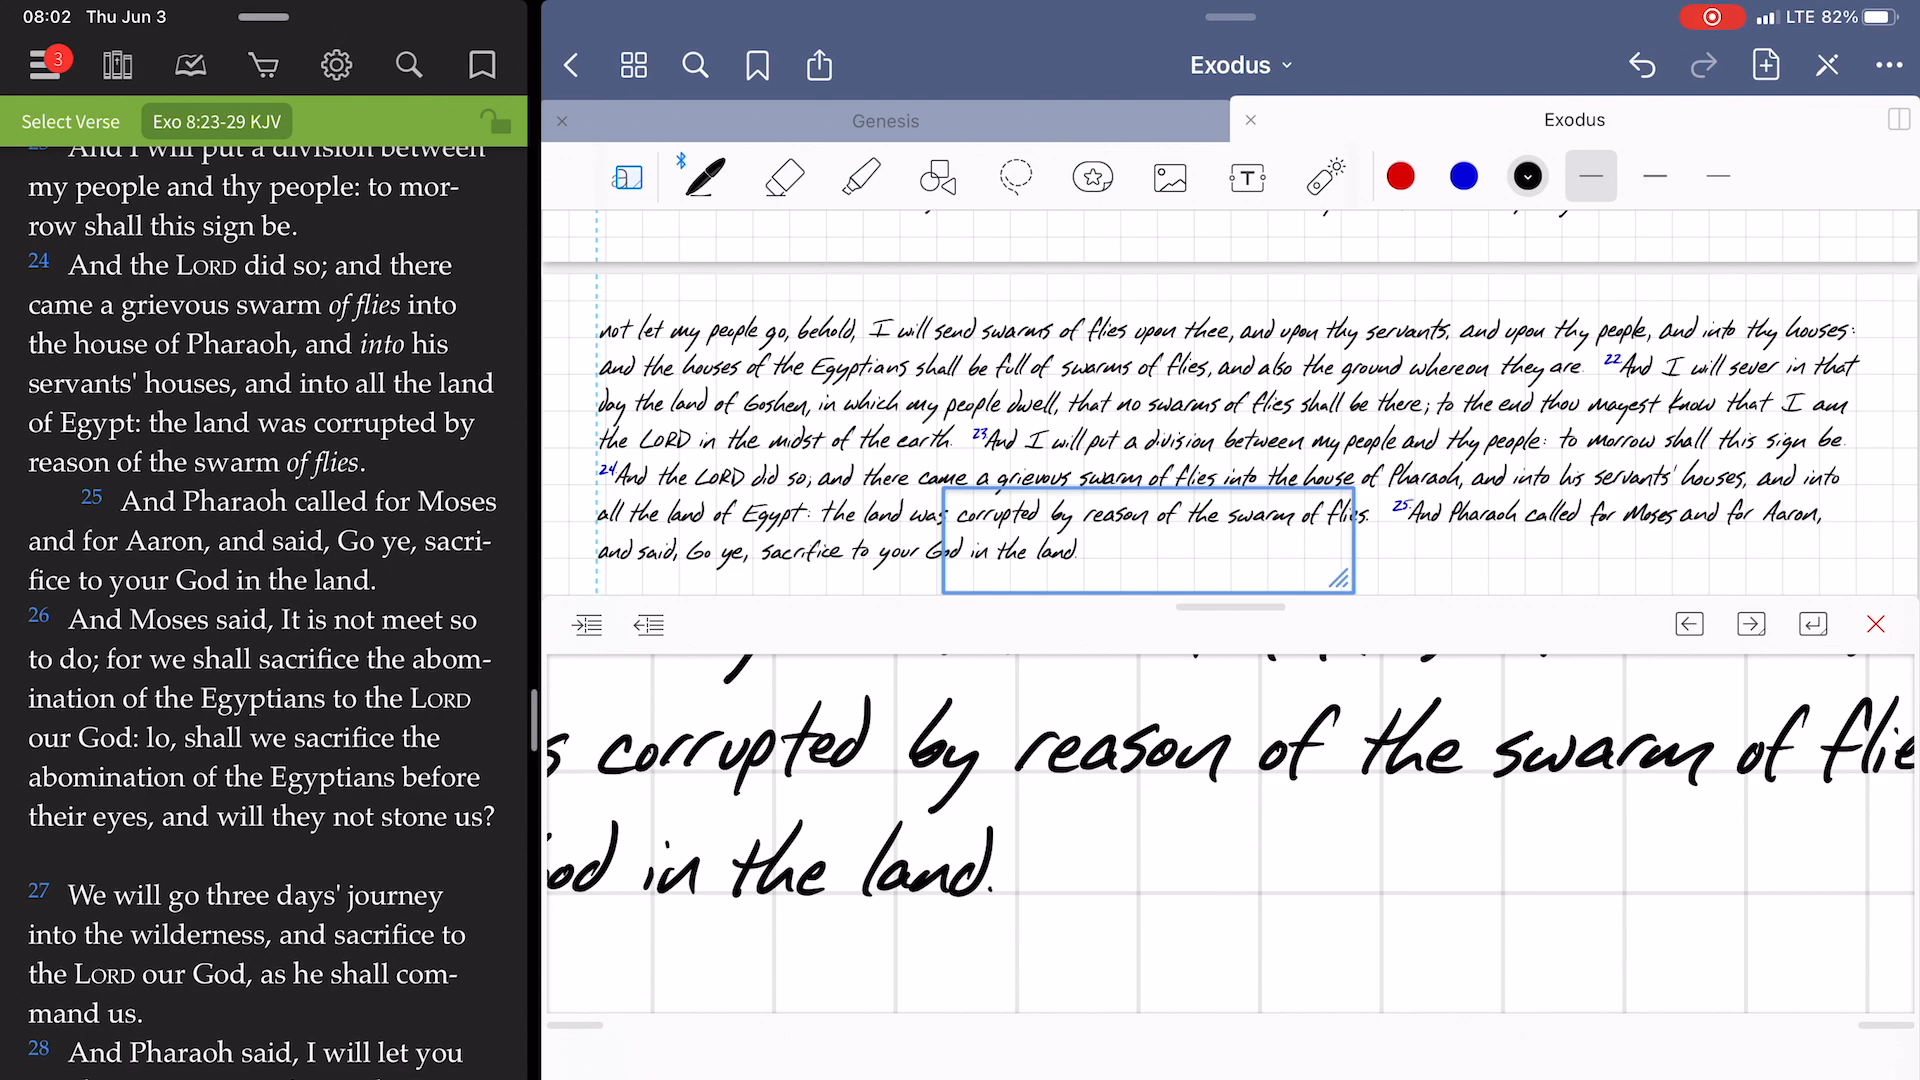 08:02 Thu Jun 3
LTE 82%
3
Exodus
Select Verse Exo 8:23-29 KJV
Genesis
Exodus
T
23 And I will put a division between
my people and thy people: to mor-
row shall this sign be.
24 And the LORD did so; and there
came a grievous swarm of flies into
the house of Pharaoh, and into his
servants' houses, and into all the land
of Egypt: the land was corrupted by
reason of the swarm of flies.
25 And Pharaoh called for Moses
and for Aaron, and said, Go ye, sacri-
fice to your God in the land.
26 And Moses said, It is not meet so
to do; for we shall sacrifice the abom-
ination of the Egyptians to the LORD
our God: lo, shall we sacrifice the
abomination of the Egyptians before
their eyes, and will they not stone us?
27 We will go three days' journey
into the wilderness, and sacrifice to
the LORD our God, as he shall com-
mand us.
28 And Pharaoh said, I will let you
not let my people go, behold, I will send swarms of flies upon thee, and upon thy servants, and upon thy people, and into thy houses:
and the houses of the Egyptians shall be full of swarms of flies, and also the ground whereon they are. 22 And I will sever in that
day the land of Goshen, in which my people dwell, that no swarms of flies shall be there; to the end thou mayest know that I am
the LORD in the midst of the earth. 23 And I will put a division between my people and thy people: to morrow shall this sign be.
24 And the LORD did so; and there came a grievous swarm of flies into the house of Pharaoh, and into his servants' houses, and into
all the land of Egypt: the land was corrupted by reason of the swarm of flies. 25 And Pharaoh called for Moses and for Aaron,
and said, Go ye, sacrifice to your God in the land.
s corrupted by reason of the swarm of flie
od in the land.